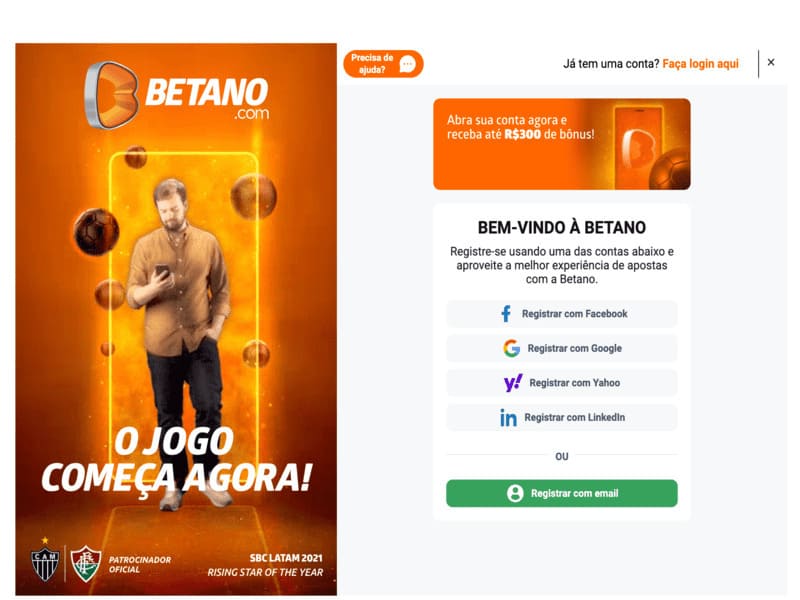 BETANO
.com
O JOGO
COMEÇA AGORA!
CAM
PATROCINADOR
OFICIAL
SBC LATAM 2021
RISING STAR OF THE YEAR
Precisa de
ajuda?
Já tem uma conta? Faça login aqui
Abra sua conta agora e
receba até R$300 de bônus!
BEM-VINDO À BETANO
Registre-se usando uma das contas abaixo e
aproveite a melhor experiência de apostas
com a Betano.
Registrar com Facebook
Registrar com Google
Registrar com Yahoo
Registrar com LinkedIn
OU
Registrar com email